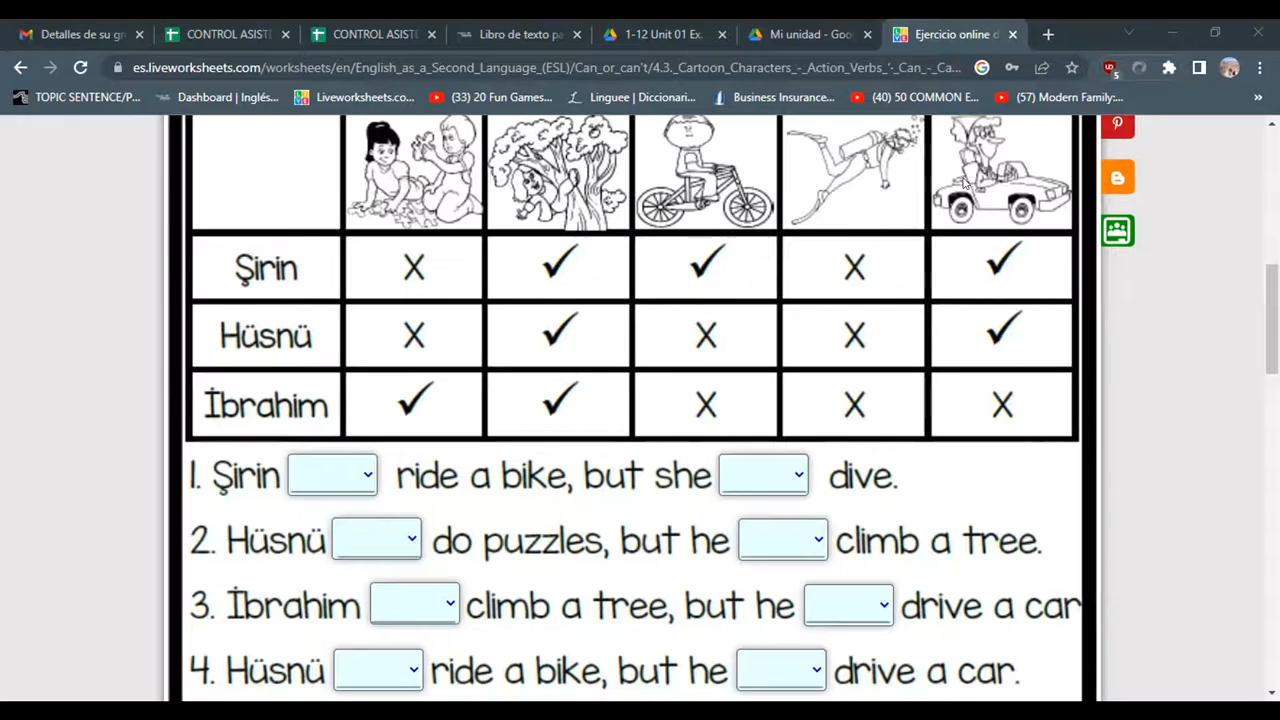 Detalles de su gr
CONTROL ASIST
CONTROL ASIST
Libro de texto pa
1-12 Unit 01 Ex.
Mi unidad - Goo
Ejercicio online d
es.liveworksheets.com/worksheets/en/English_as_a_Second_Language_(ESL)/Can_or_can't/4.3._Cartoon_Characters_-_Action_Verbs_'-_Can_-_Ca...
TOPIC SENTENCE/P...
Dashboard | Inglés...
Liveworksheets.co...
(33) 20 Fun Games...
Linguee | Diccionari...
Business Insurance...
(40) 50 COMMON E...
(57) Modern Family:...
»
Şirin X ✓ ✓ X ✓
Hüsnü X ✓ X X ✓
İbrahim ✓ ✓ X X X
1. Şirin ride a bike, but she dive.
2. Hüsnü do puzzles, but he climb a tree.
3. İbrahim climb a tree, but he drive a car
4. Hüsnü ride a bike, but he drive a car.